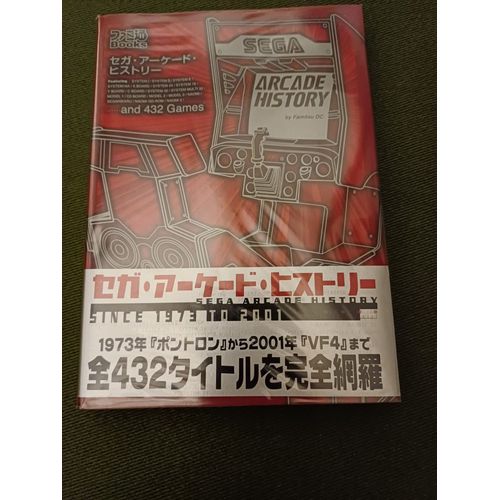 ファミ通
Books
SEGA
セガ・アーケード・
ヒストリー
ARCADE
HISTORY
by Famitsu DC
and 432 Games
セガ・アーケード・ヒストリー
SEGA ARCADE HISTORY
SINCE 1973 TO 2001
1973年『ポントロン』から2001年『VF4』まで
全432タイトルを完全網羅